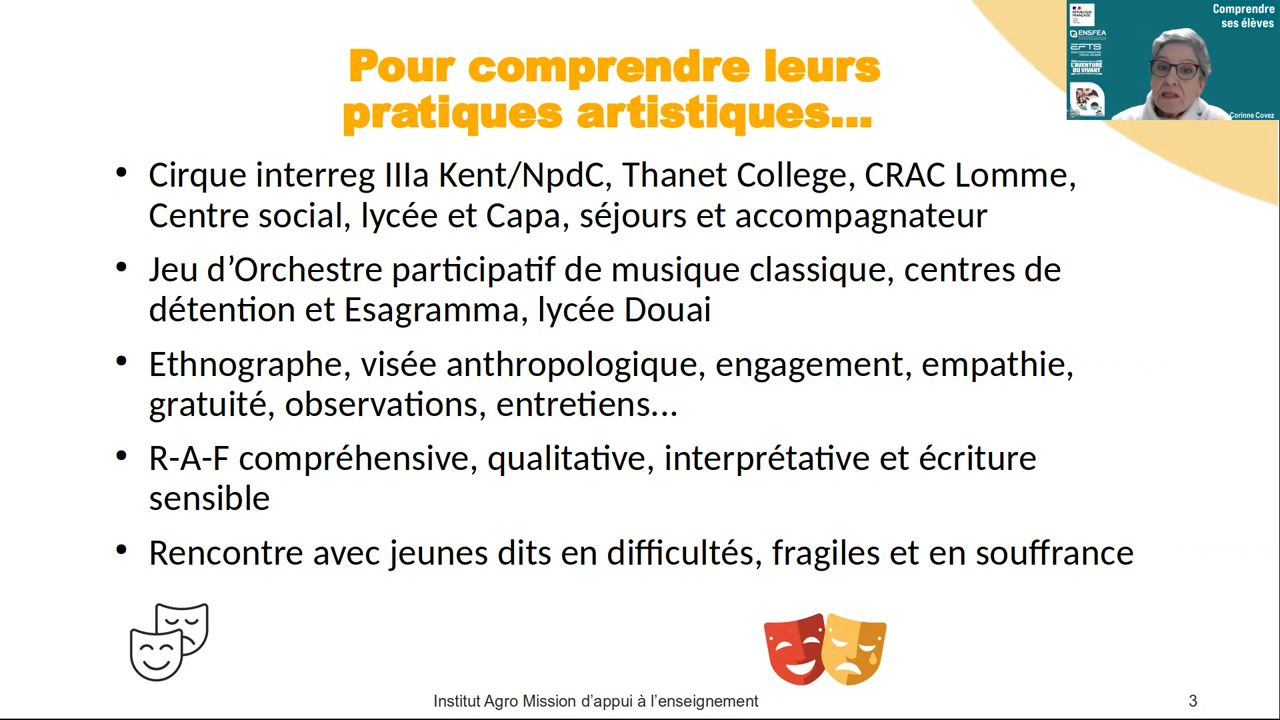 Pour comprendre leurs
pratiques artistiques...
• Cirque interreg IIIa Kent/NpdC, Thanet College, CRAC Lomme,
Centre social, lycée et Capa, séjours et accompagnateur
• Jeu d’Orchestre participatif de musique classique, centres de
détention et Esagramma, lycée Douai
• Ethnographe, visée anthropologique, engagement, empathie,
gratuité, observations, entretiens...
• R-A-F compréhensive, qualitative, interprétative et écriture
sensible
• Rencontre avec jeunes dits en difficultés, fragiles et en souffrance
Institut Agro Mission d’appui à l’enseignement
3
Comprendre
ses élèves
RÉPUBLIQUE
FRANÇAISE
ENSFEA
EFTS
L'AVENTURE
DU VIVANT
Corinne Covez